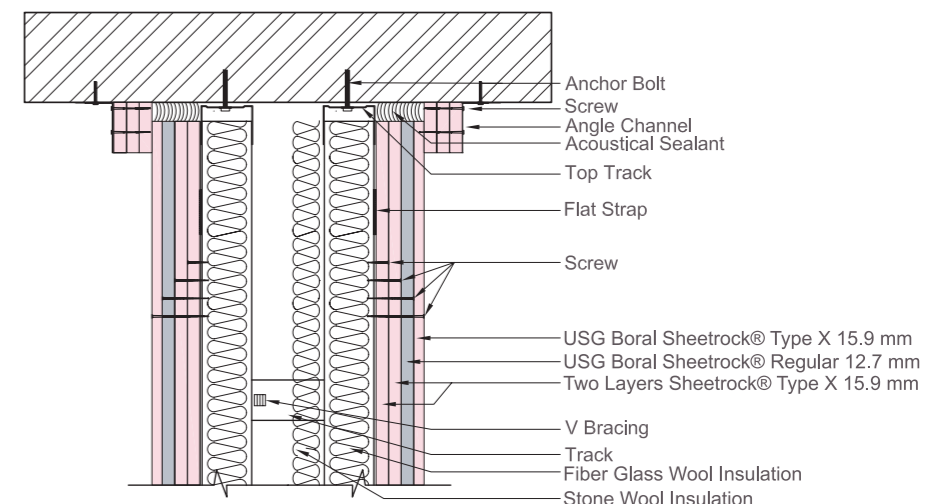 Anchor Bolt
Screw
Angle Channel
Acoustical Sealant
Top Track
Flat Strap
Screw
USG Boral Sheetrock® Type X 15.9 mm
USG Boral Sheetrock® Regular 12.7 mm
Two Layers Sheetrock® Type X 15.9 mm
V Bracing
Track
Fiber Glass Wool Insulation
Stone Wool Insulation